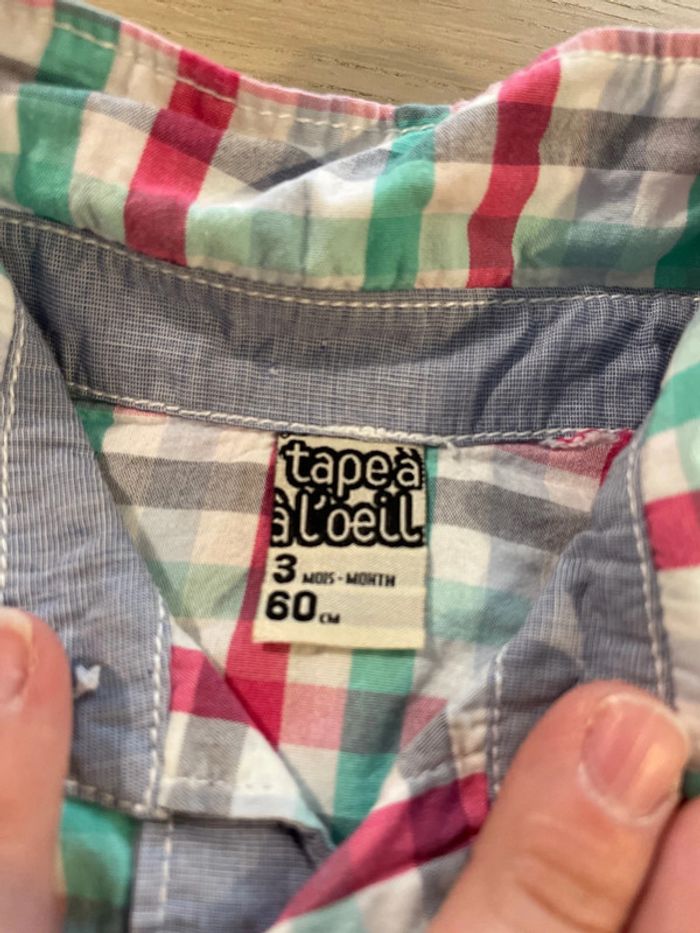 tape à
à l'oeil
3 MOIS - MONTH
60 CM